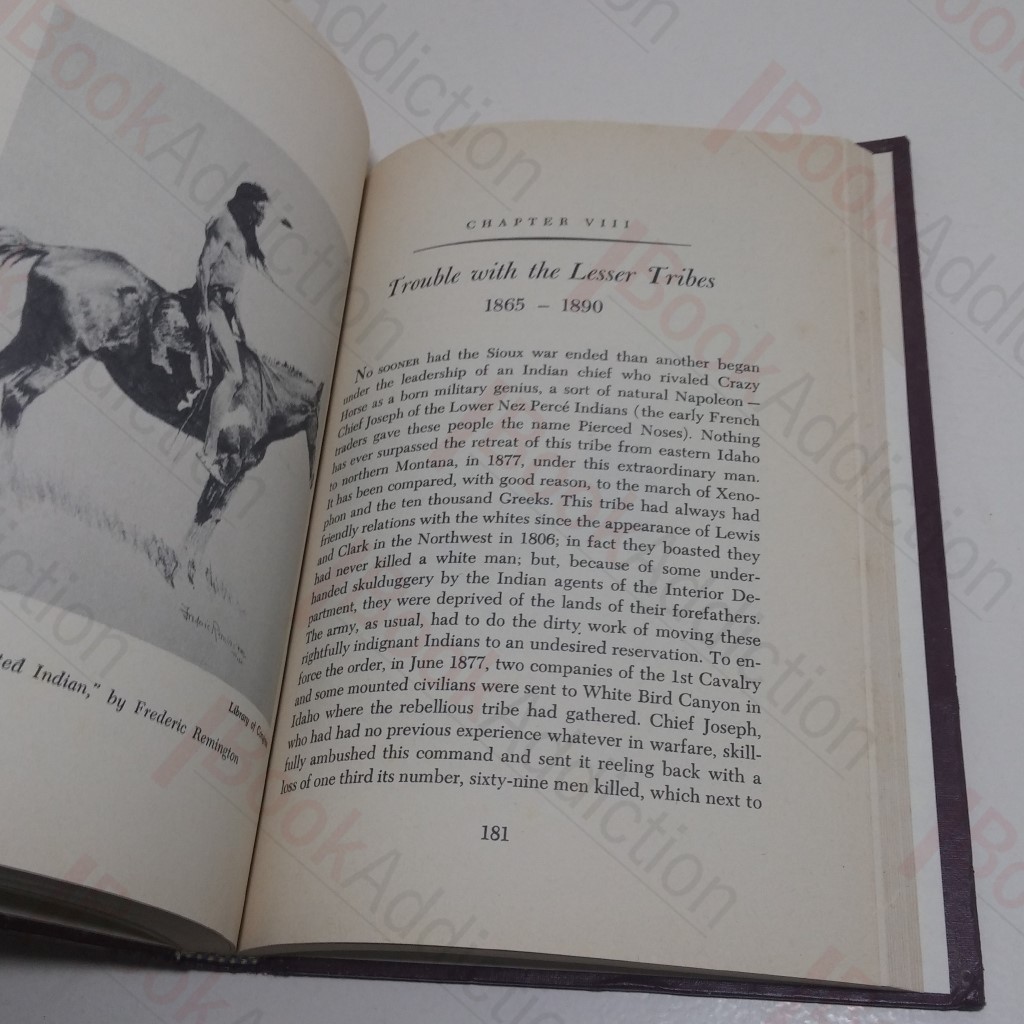 Frederic Remington
Library of Congre
ted Indian," by Frederic Remington
CHAPTER VIII
Trouble with the Lesser Tribes
1865 – 1890
No sooner had the Sioux war ended than another began
under the leadership of an Indian chief who rivaled Crazy
Horse as a born military genius, a sort of natural Napoleon —
Chief Joseph of the Lower Nez Percé Indians (the early French
traders gave these people the name Pierced Noses). Nothing
has ever surpassed the retreat of this tribe from eastern Idaho
to northern Montana, in 1877, under this extraordinary man.
It has been compared, with good reason, to the march of Xeno-
phon and the ten thousand Greeks. This tribe had always had
friendly relations with the whites since the appearance of Lewis
and Clark in the Northwest in 1806; in fact they boasted they
had never killed a white man; but, because of some under-
handed skulduggery by the Indian agents of the Interior De-
partment, they were deprived of the lands of their forefathers.
The army, as usual, had to do the dirty work of moving these
rightfully indignant Indians to an undesired reservation. To en-
force the order, in June 1877, two companies of the 1st Cavalry
and some mounted civilians were sent to White Bird Canyon in
Idaho where the rebellious tribe had gathered. Chief Joseph,
who had had no previous experience whatever in warfare, skill-
fully ambushed this command and sent it reeling back with a
loss of one third its number, sixty-nine men killed, which next to
181
BookAddiction